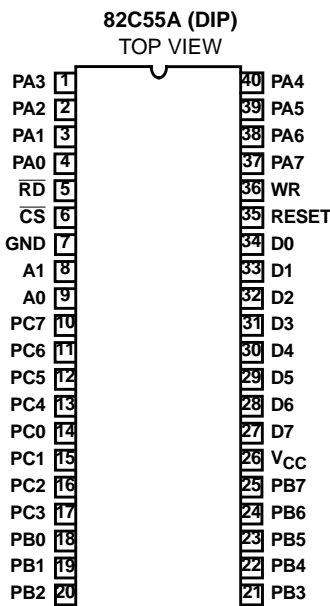 82C55A (DIP)
TOP VIEW
PA3 1 40 PA4
PA2 2 39 PA5
PA1 3 38 PA6
PA0 4 37 PA7
R̅D̅ 5 36 WR
C̅S̅ 6 35 RESET
GND 7 34 D0
A1 8 33 D1
A0 9 32 D2
PC7 10 31 D3
PC6 11 30 D4
PC5 12 29 D5
PC4 13 28 D6
PC0 14 27 D7
PC1 15 26 VCC
PC2 16 25 PB7
PC3 17 24 PB6
PB0 18 23 PB5
PB1 19 22 PB4
PB2 20 21 PB3